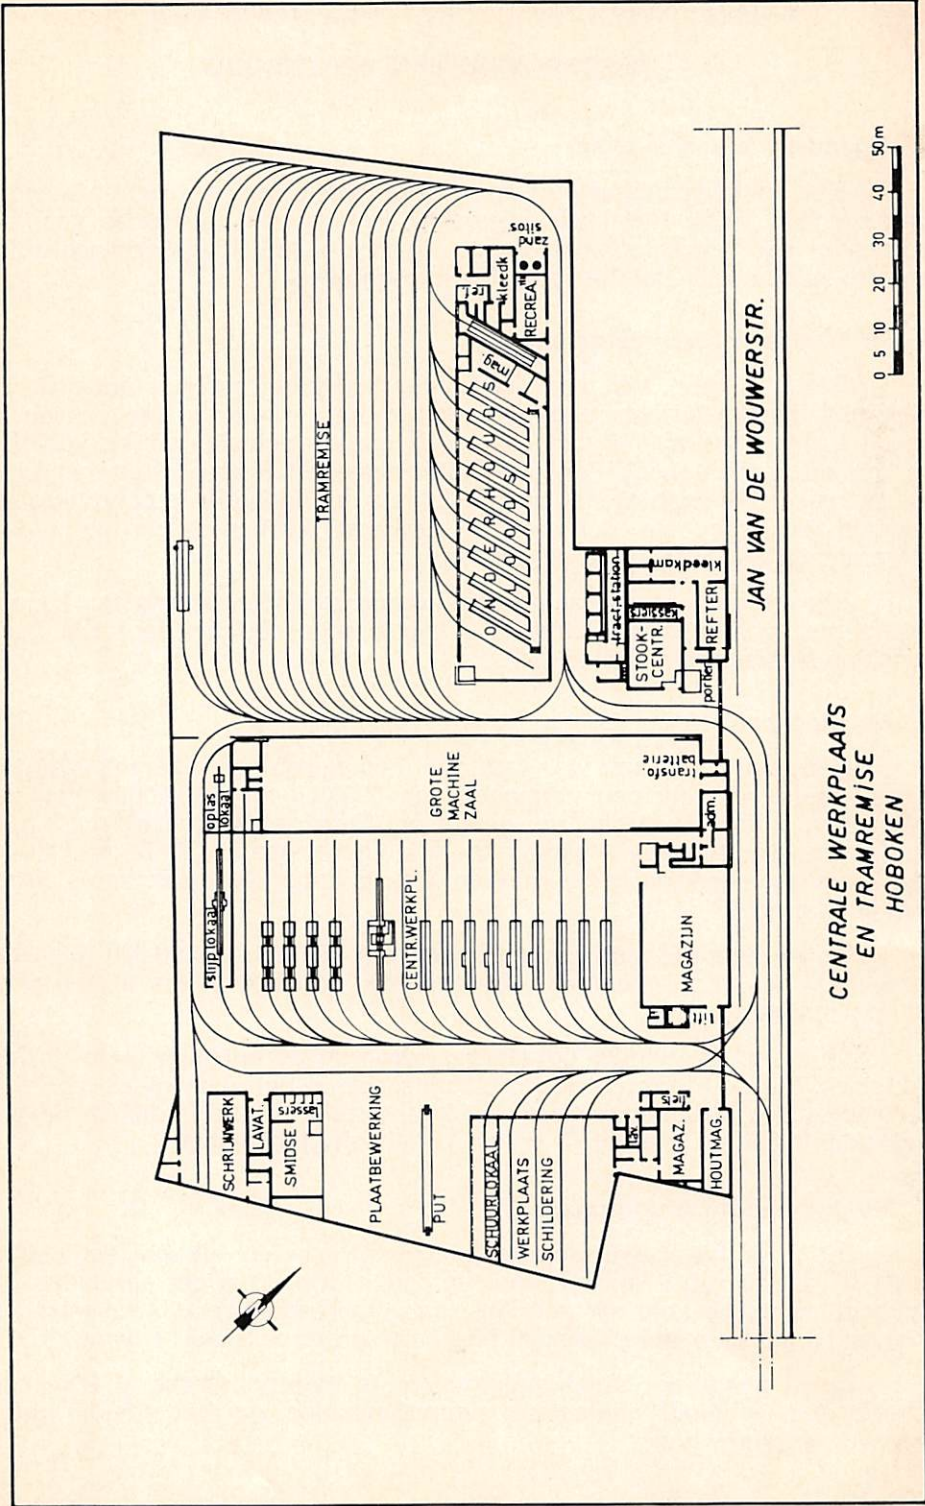 TRAMREMISE
zand
silos
ref.
kleedk
RECREA.
mag.
ONDERHOUDS
LOODS
tract.station
kleedkam
kassiers
STOOK-
CENTR.
REFTER
portier
GROTE
MACHINE
ZAAL
transfo.
batterie
adm.
oplas
lokaal
slijplokaal
CENTR.WERKPL.
MAGAZIJN
lift
SCHRIJNWERK
LAVAT.
SMIDSE
lassers
PLAATBEWERKING
PUT
SCHUURLOKAAL
WERKPLAATS
SCHILDERING
lav.
MAGAZ.
HOUTMAG.
JAN VAN DE WOUWERSTR.
0 5 10 20 30 40 50m
CENTRALE WERKPLAATS
EN TRAMREMISE
HOBOKEN